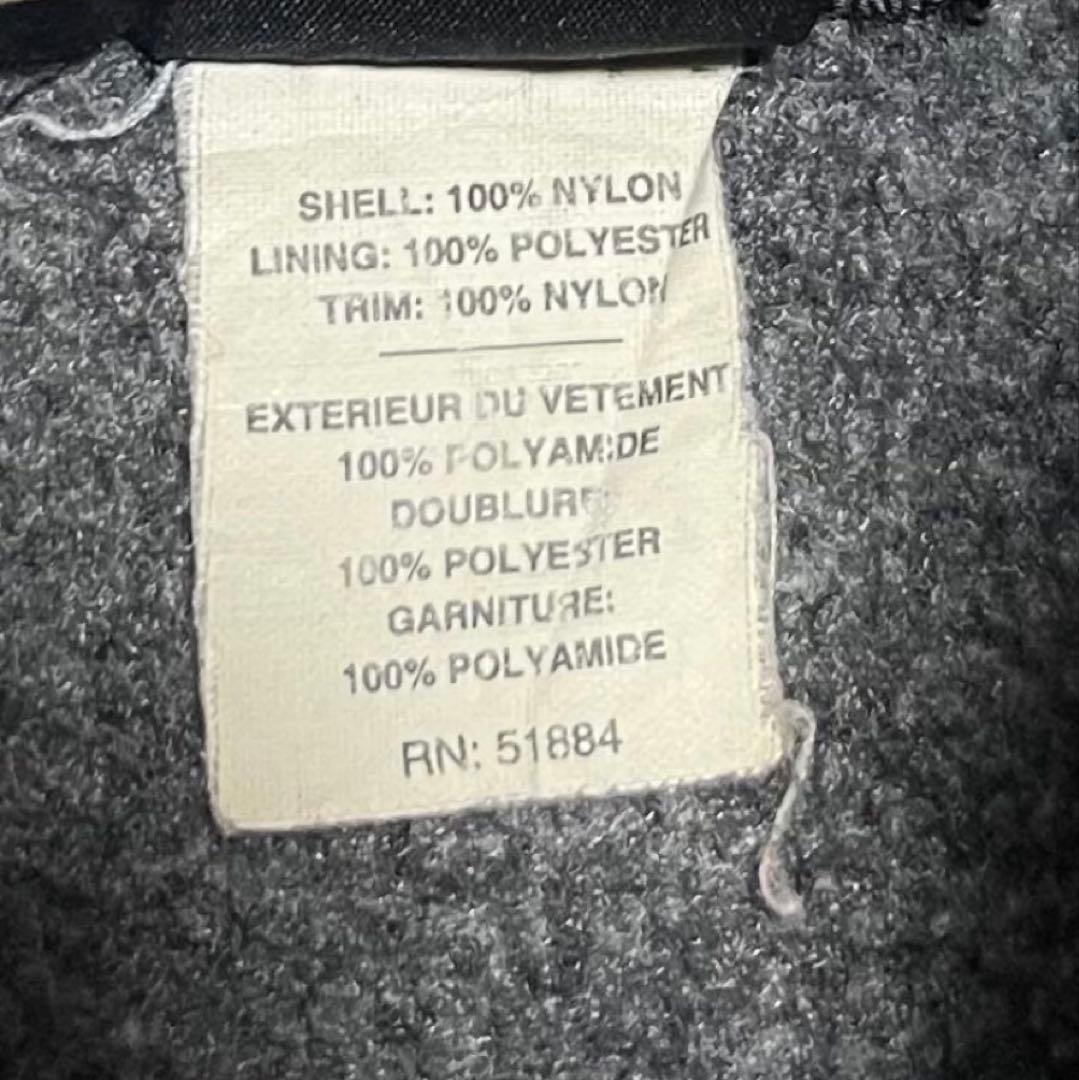 SHELL: 100% NYLON
LINING: 100% POLYESTER
TRIM: 100% NYLON
EXTERIEUR DU VETEMENT
100% POLYAMIDE
DOUBLURE:
100% POLYESTER
GARNITURE:
100% POLYAMIDE
RN: 51884